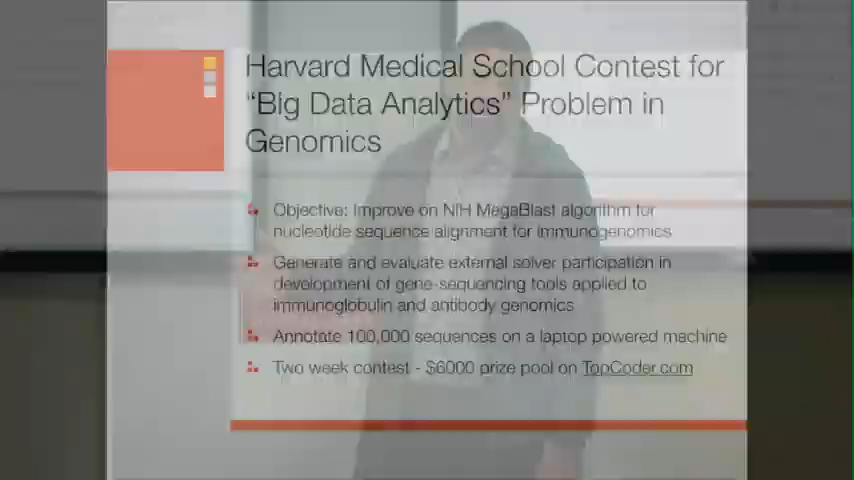 Harvard Medical School Contest for
“Big Data Analytics” Problem in
Genomics
Objective: Improve on NIH MegaBlast algorithm for
nucleotide sequence alignment for immunogenomics
Generate and evaluate external solver participation in
development of gene-sequencing tools applied to
immunoglobulin and antibody genomics
Annotate 100,000 sequences on a laptop powered machine
Two week contest - $6000 prize pool on TopCoder.com